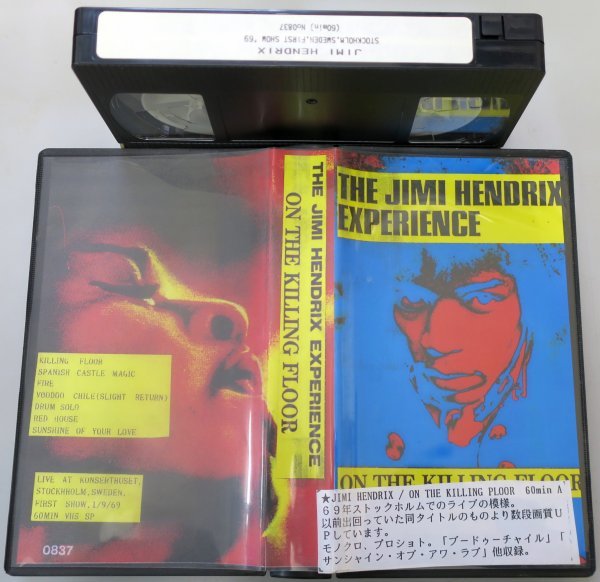 JIMI HENDRIX
STOCKHOLM,SWEDEN,FIRST SHOW '69
(60min) №0837
KILLING FLOOR
SPANISH CASTLE MAGIC
FIRE
VOODOO CHILE(SLIGHT RETURN)
DRUM SOLO
RED HOUSE
SUNSHINE OF YOUR LOVE
LIVE AT KONSERTHUSET,
STOCKHHOLM,SWEDEN,
FIRST SHOW,1/9/69
60MIN VHS SP
0837
THE JIMI HENDRIX EXPERIENCE
ON THE KILLING FLOOR
THE JIMI HENDRIX
EXPERIENCE
ON THE KILLING FLOOR
★JIMI HENDRIX / ON THE KILLING PLOOR 60min A
69年ストックホルムでのライブの模様。
以前出回っていた同タイトルのものより数段画質U
Pしています。
モノクロ、プロショト。「ブードゥーチャイル」「
サンシャイン・オブ・アワ・ラブ」他収録。